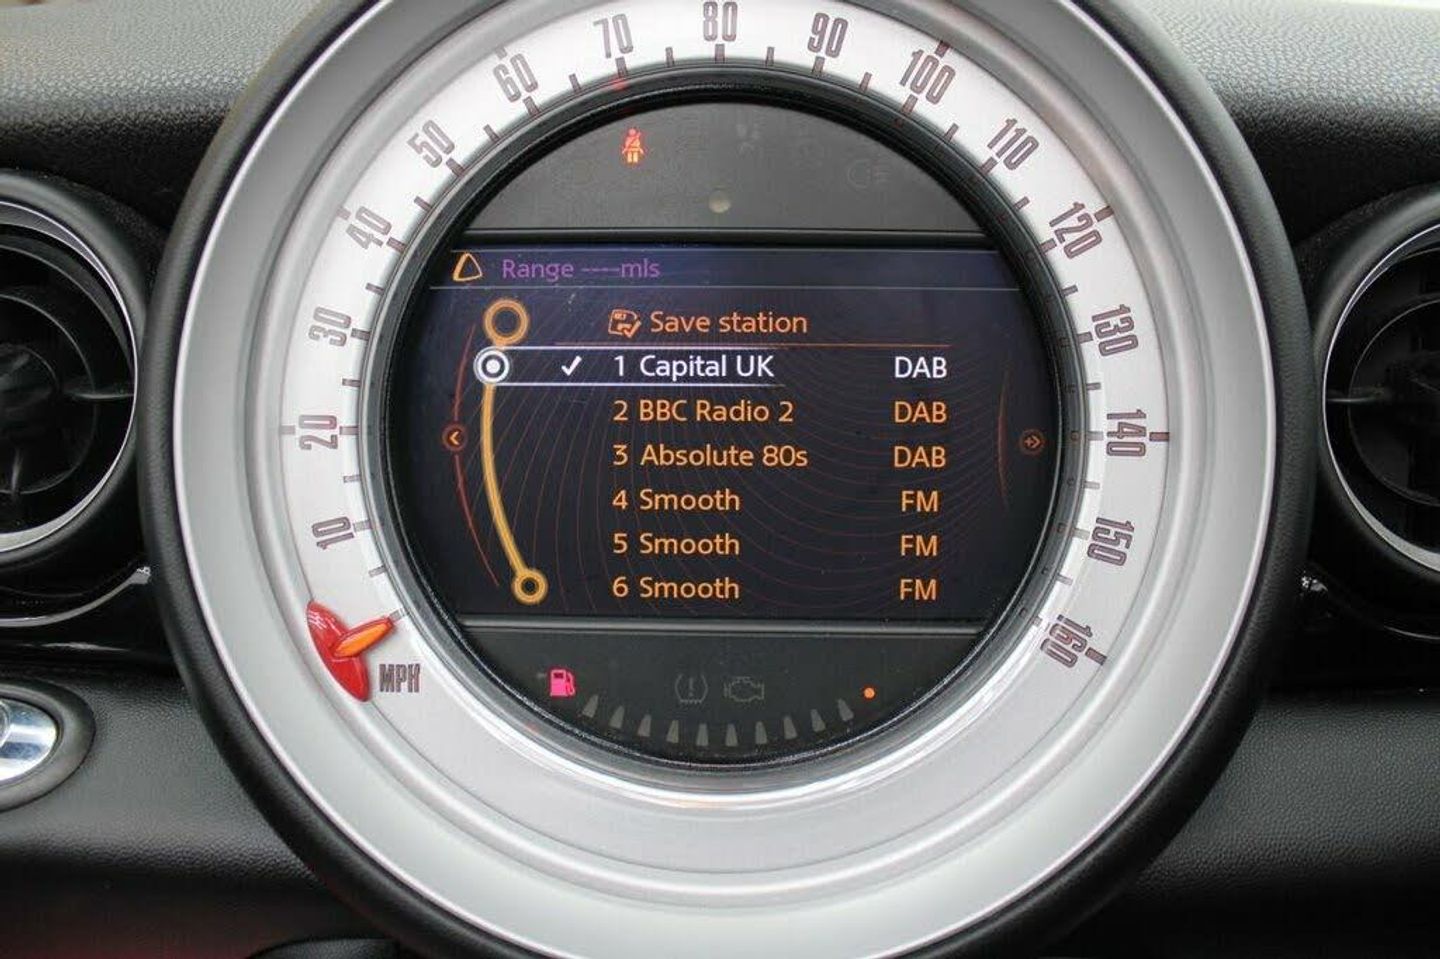 80
70
90
60
100
50
110
40
120
Range ----mls
30
Save station
130
1 Capital UK DAB
2 BBC Radio 2 DAB
20
140
3 Absolute 80s DAB
4 Smooth FM
10
5 Smooth FM
150
6 Smooth FM
160
MPH